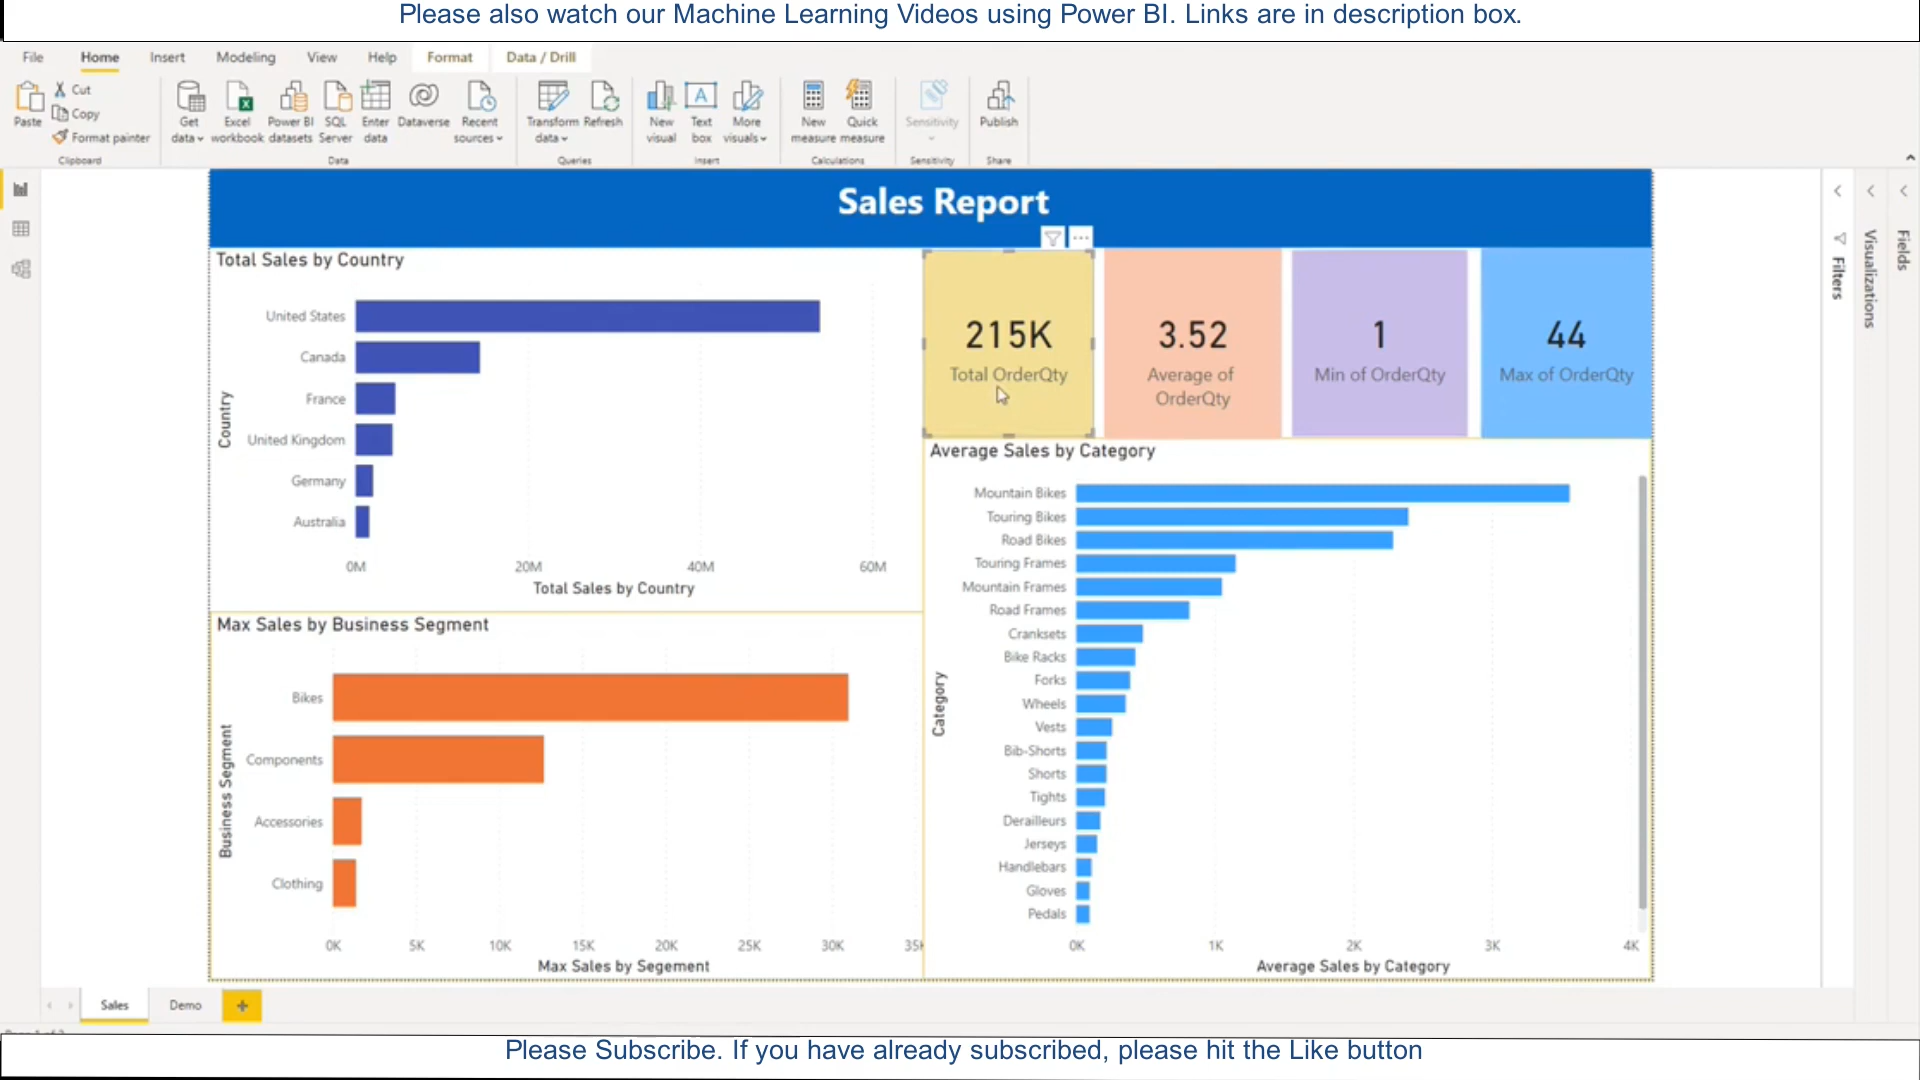 Please also watch our Machine Learning Videos using Power BI. Links are in description box.
File Home Insert Modeling View Help Format Data / Drill
Paste
Cut
Copy
Format painter
Clipboard
Get data
Excel workbook
Power BI datasets
SQL Server
Enter data
Dataverse
Recent sources
Data
Transform data
Refresh
Queries
New visual
Text box
More visuals
Insert
New measure
Quick measure
Calculations
Sensitivity
Sensitivity
Publish
Share
Sales Report
Total Sales by Country
Country
United States
Canada
France
United Kingdom
Germany
Australia
0M 20M 40M 60M
Total Sales by Country
215K
Total OrderQty
3.52
Average of
OrderQty
1
Min of OrderQty
44
Max of OrderQty
Max Sales by Business Segment
Business Segment
Bikes
Components
Accessories
Clothing
0K 5K 10K 15K 20K 25K 30K
Max Sales by Segement
Average Sales by Category
Category
Mountain Bikes
Touring Bikes
Road Bikes
Touring Frames
Mountain Frames
Road Frames
Cranksets
Bike Racks
Forks
Wheels
Vests
Bib-Shorts
Shorts
Tights
Derailleurs
Jerseys
Handlebars
Gloves
Pedals
0K 1K 2K 3K 4K
Average Sales by Category
Filters
Visualizations
Fields
Sales Demo
Please Subscribe. If you have already subscribed, please hit the Like button